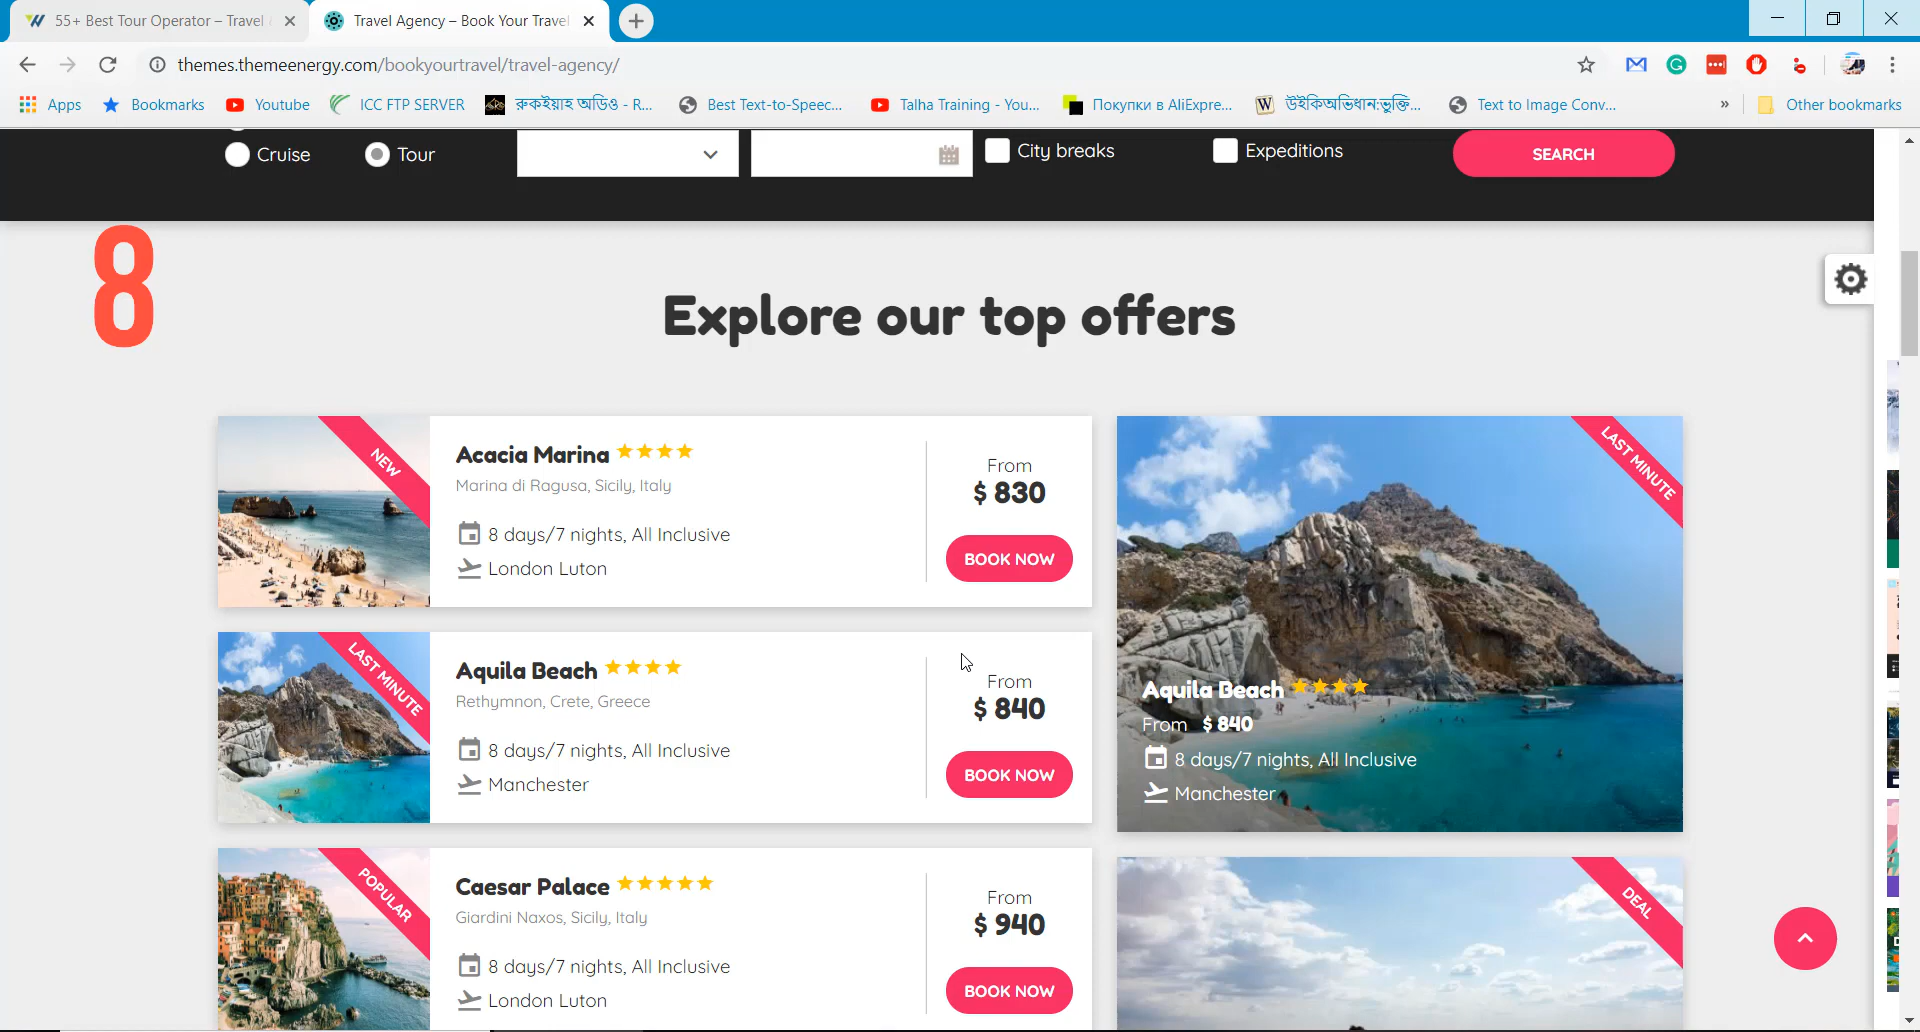 55+ Best Tour Operator – Travel
Travel Agency – Book Your Travel
themes.themeenergy.com/bookyourtravel/travel-agency/
Apps
Bookmarks
Youtube
ICC FTP SERVER
রুকইয়াহ অডিও - R...
Best Text-to-Speec...
Talha Training - You...
Покупки в AliExpre...
উইকিঅভিধান:ভুক্তি...
Text to Image Conv...
»
Other bookmarks
Cruise
Tour
City breaks
Expeditions
SEARCH
8
Explore our top offers
NEW
Acacia Marina
Marina di Ragusa, Sicily, Italy
8 days/7 nights, All Inclusive
London Luton
From
$ 830
BOOK NOW
LAST MINUTE
Aquila Beach
Rethymnon, Crete, Greece
8 days/7 nights, All Inclusive
Manchester
From
$ 840
BOOK NOW
POPULAR
Caesar Palace
Giardini Naxos, Sicily, Italy
8 days/7 nights, All Inclusive
London Luton
From
$ 940
BOOK NOW
LAST MINUTE
Aquila Beach
From $ 840
8 days/7 nights, All Inclusive
Manchester
DEAL